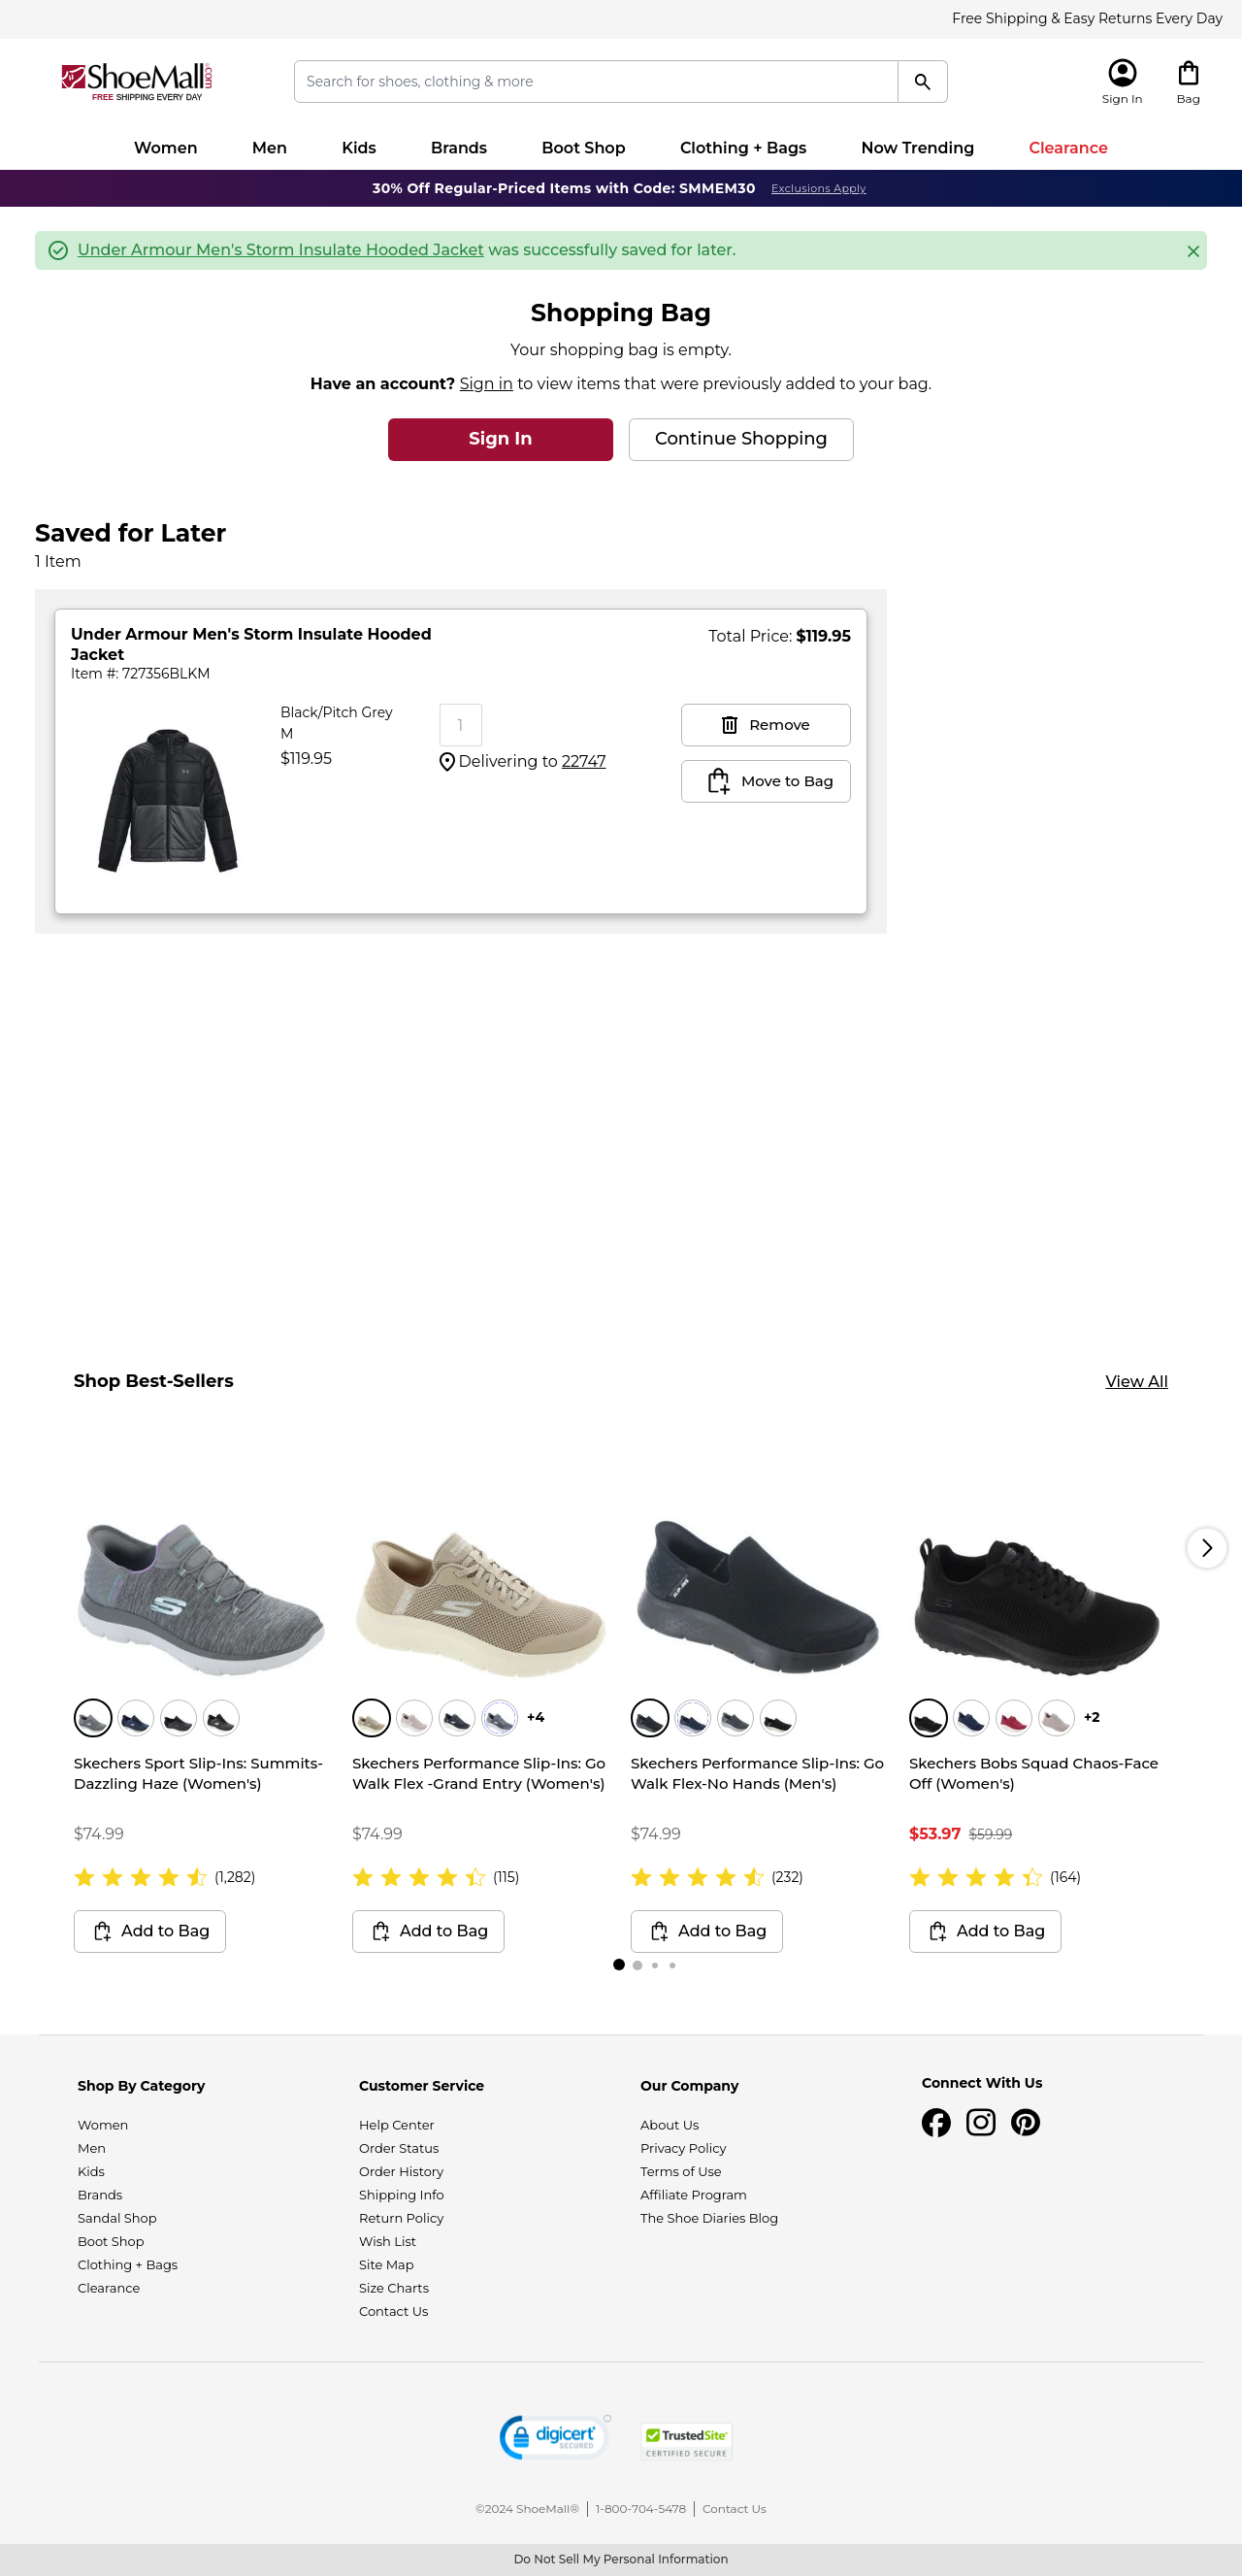 Free Shipping & Easy Returns Every Day
ShoeMall.com
FREE SHIPPING EVERY DAY
Search for shoes, clothing & more
Sign In
Bag
Women
Men
Kids
Brands
Boot Shop
Clothing + Bags
Now Trending
Clearance
30% Off Regular-Priced Items with Code: SMMEM30 Exclusions Apply
Under Armour Men's Storm Insulate Hooded Jacket was successfully saved for later.
Shopping Bag
Your shopping bag is empty.
Have an account? Sign in to view items that were previously added to your bag.
Sign In
Continue Shopping
Saved for Later
1 Item
Under Armour Men's Storm Insulate Hooded
Jacket
Item #: 727356BLKM
Total Price: $119.95
Black/Pitch Grey
M
$119.95
1
Delivering to 22747
Remove
Move to Bag
Shop Best-Sellers
View All
+4
+2
Skechers Sport Slip-Ins: Summits-
Dazzling Haze (Women's)
Skechers Performance Slip-Ins: Go
Walk Flex -Grand Entry (Women's)
Skechers Performance Slip-Ins: Go
Walk Flex-No Hands (Men's)
Skechers Bobs Squad Chaos-Face
Off (Women's)
$74.99
$74.99
$74.99
$53.97 $59.99
(1,282)
(115)
(232)
(164)
Add to Bag
Add to Bag
Add to Bag
Add to Bag
Shop By Category
Women
Men
Kids
Brands
Sandal Shop
Boot Shop
Clothing + Bags
Clearance
Customer Service
Help Center
Order Status
Order History
Shipping Info
Return Policy
Wish List
Site Map
Size Charts
Contact Us
Our Company
About Us
Privacy Policy
Terms of Use
Affiliate Program
The Shoe Diaries Blog
Connect With Us
digicert
SECURED
TrustedSite
CERTIFIED SECURE
©2024 ShoeMall® | 1-800-704-5478 | Contact Us
Do Not Sell My Personal Information